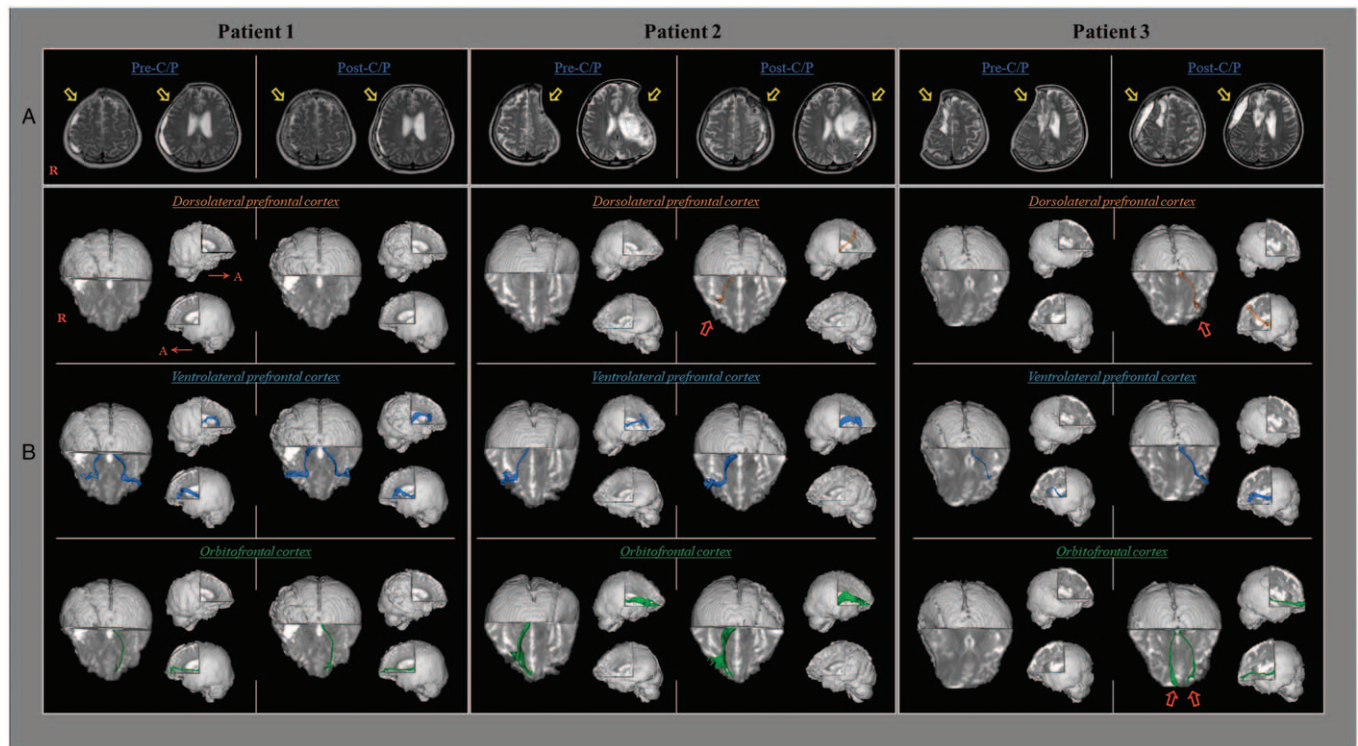 Patient 1 Patient 2 Patient 3
A
Pre-C/P Post-C/P Pre-C/P Post-C/P Pre-C/P Post-C/P
R
Dorsolateral prefrontal cortex Dorsolateral prefrontal cortex Dorsolateral prefrontal cortex
A
R
A
Ventrolateral prefrontal cortex Ventrolateral prefrontal cortex Ventrolateral prefrontal cortex
B
Orbitofrontal cortex Orbitofrontal cortex Orbitofrontal cortex